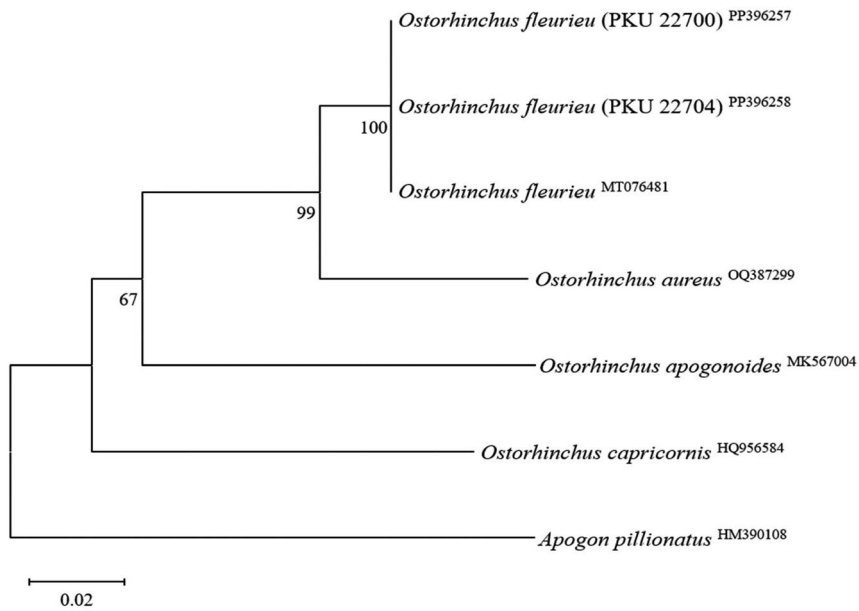 Ostorhinchus fleurieu (PKU 22700) PP396257
Ostorhinchus fleurieu (PKU 22704) PP396258
100
Ostorhinchus fleurieu MT076481
99
Ostorhinchus aureus OQ387299
67
Ostorhinchus apogonoides MK567004
Ostorhinchus capricornis HQ956584
Apogon pillionatus HM390108
0.02